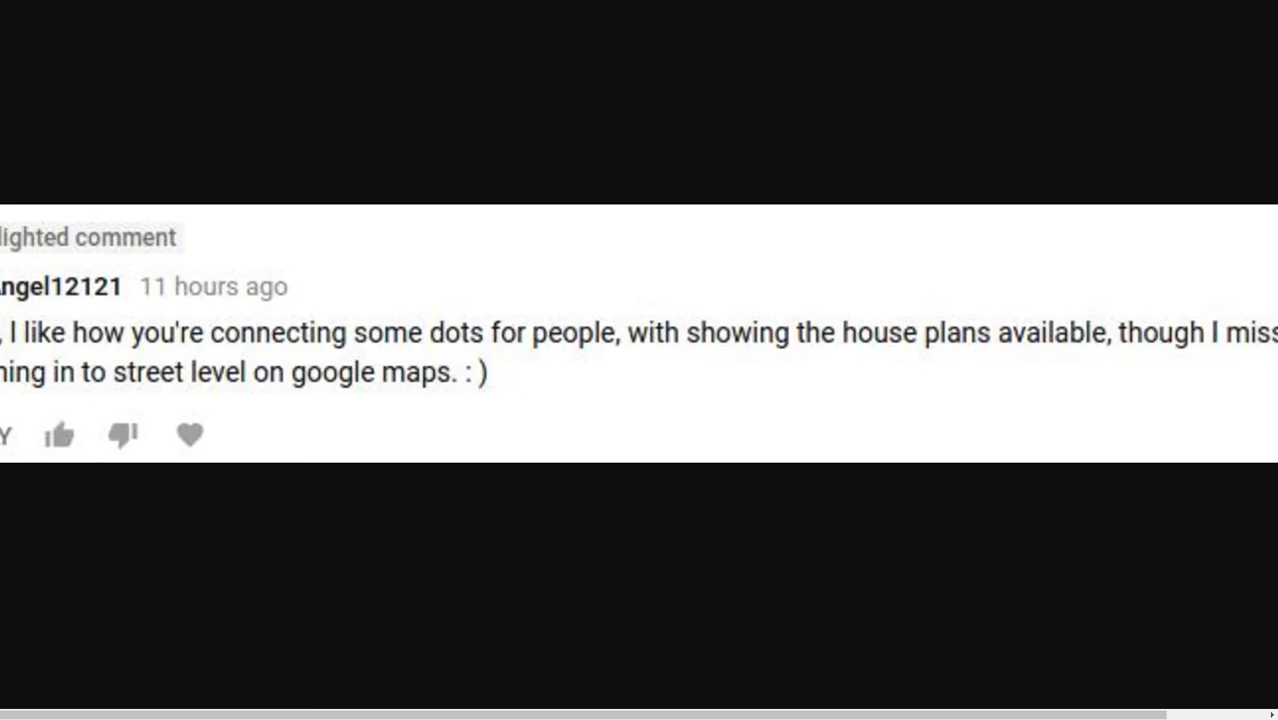 lighted comment
ngel12121 11 hours ago
, I like how you're connecting some dots for people, with showing the house plans available, though I miss
ning in to street level on google maps. : )
Y